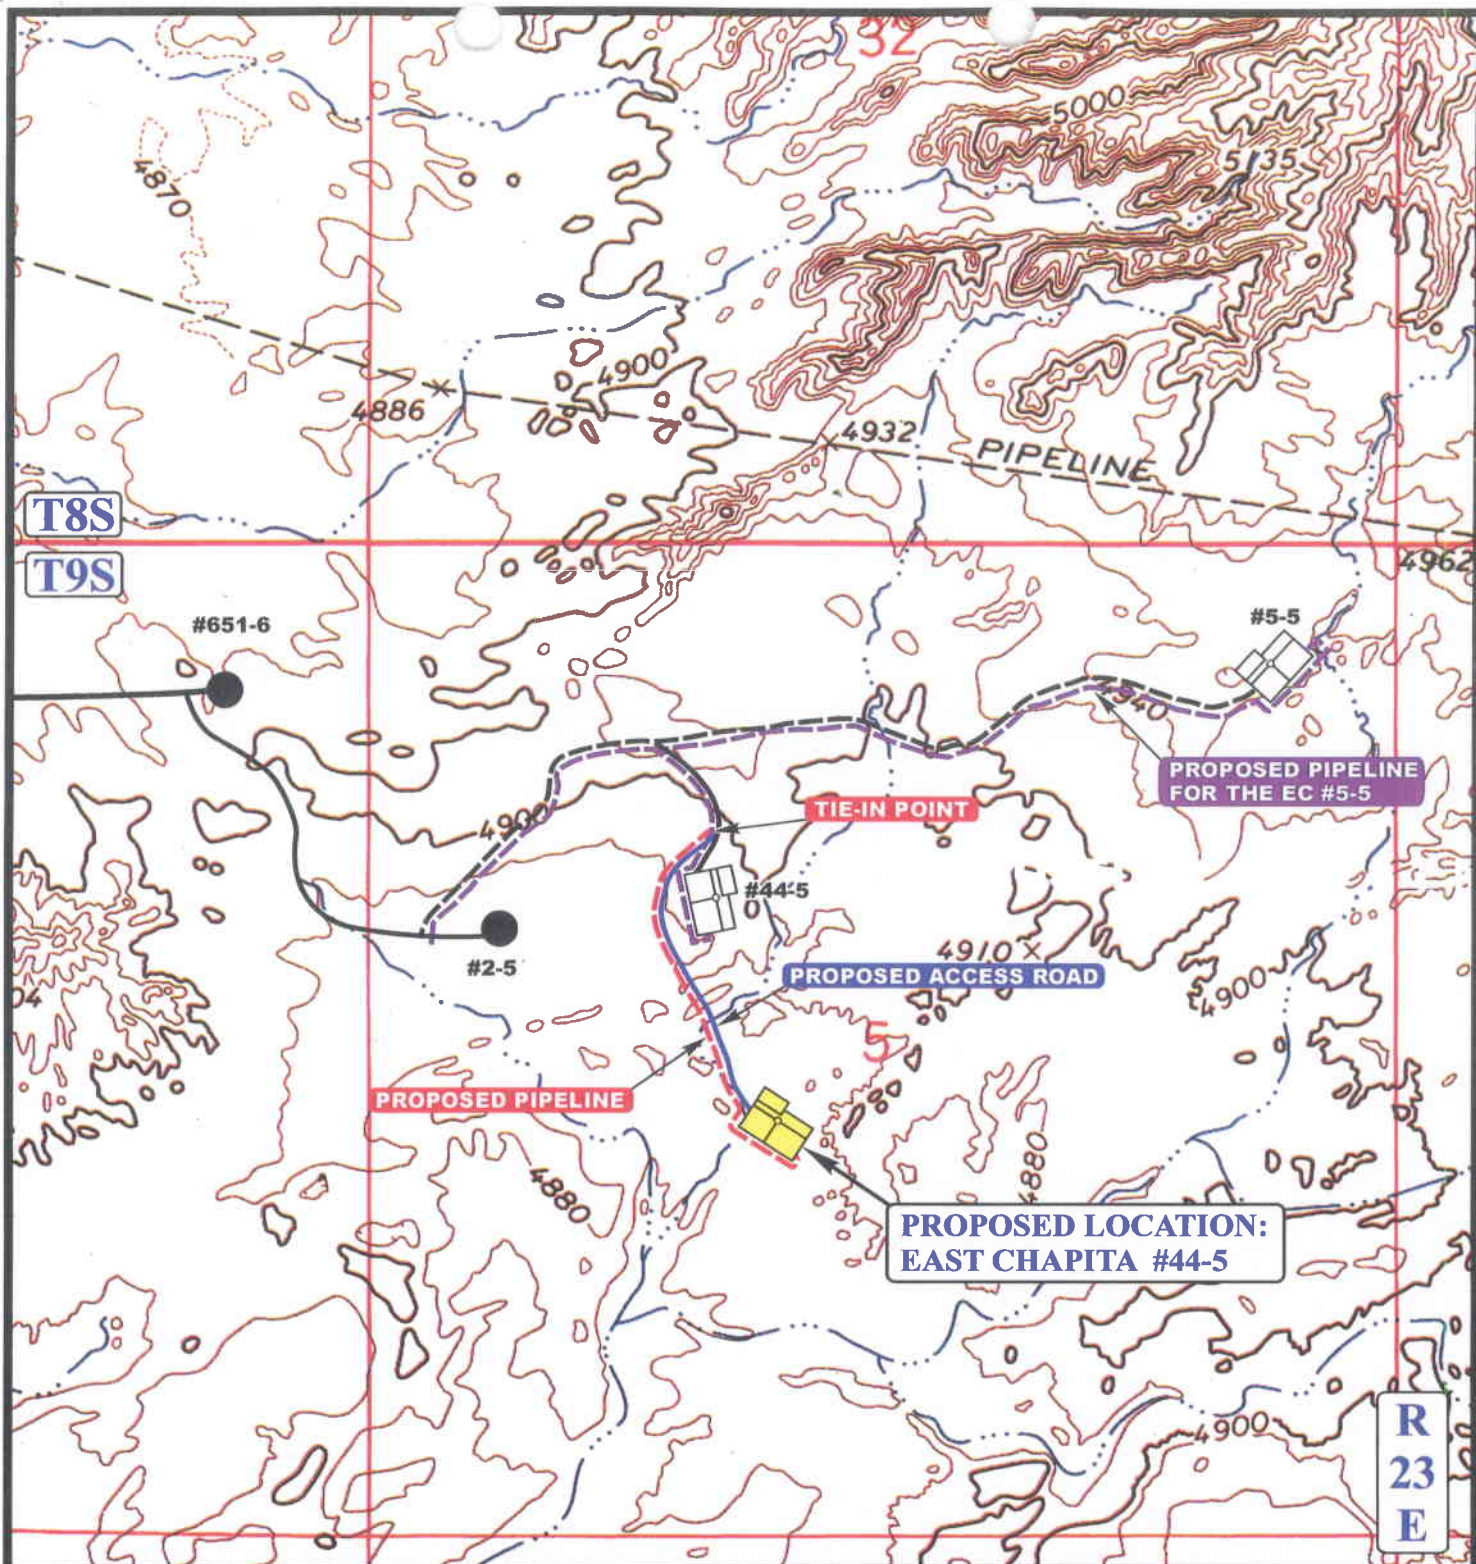 32
5000
5135
4870
4900
4886
4932
PIPELINE
T8S
T9S
4962
#651-6
#5-5
PROPOSED PIPELINE
FOR THE EC #5-5
TIE-IN POINT
4900
#44-5
4910
#2-5
PROPOSED ACCESS ROAD
4900
5
PROPOSED PIPELINE
4880
4880
PROPOSED LOCATION:
EAST CHAPITA #44-5
R
23
E
4900